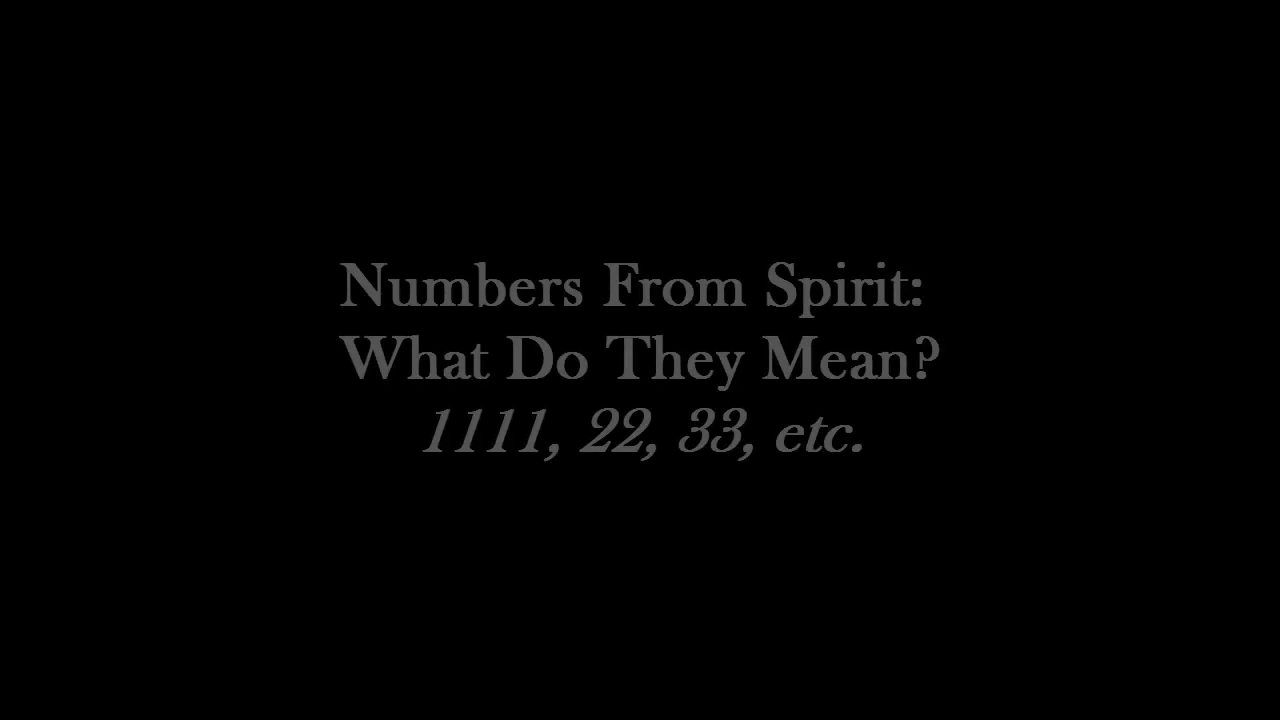 Numbers From Spirit:
What Do They Mean?
1111, 22, 33, etc.